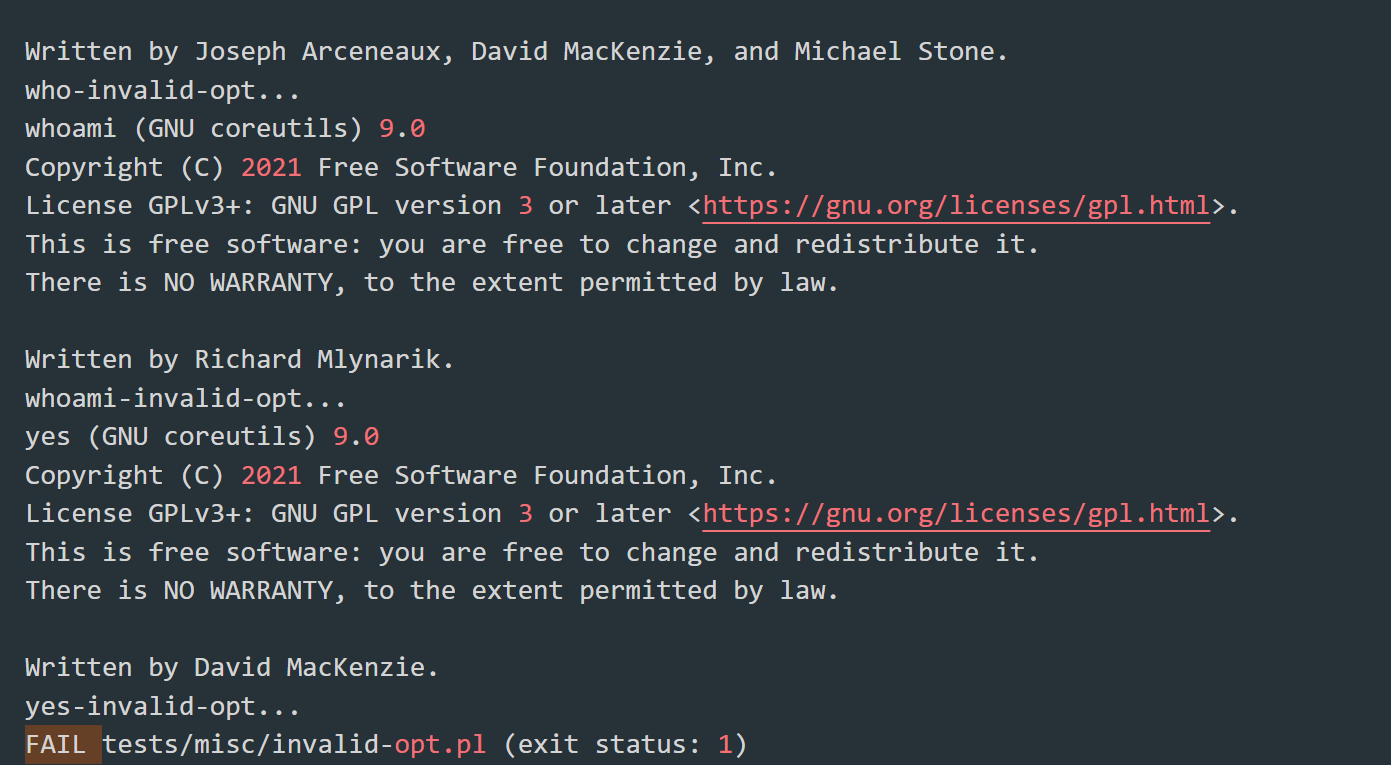 Written by Joseph Arceneaux, David MacKenzie, and Michael Stone.
who-invalid-opt...
whoami (GNU coreutils) 9.0
Copyright (C) 2021 Free Software Foundation, Inc.
License GPLv3+: GNU GPL version 3 or later <https://gnu.org/licenses/gpl.html>.
This is free software: you are free to change and redistribute it.
There is NO WARRANTY, to the extent permitted by law.

Written by Richard Mlynarik.
whoami-invalid-opt...
yes (GNU coreutils) 9.0
Copyright (C) 2021 Free Software Foundation, Inc.
License GPLv3+: GNU GPL version 3 or later <https://gnu.org/licenses/gpl.html>.
This is free software: you are free to change and redistribute it.
There is NO WARRANTY, to the extent permitted by law.

Written by David MacKenzie.
yes-invalid-opt...
FAIL tests/misc/invalid-opt.pl (exit status: 1)